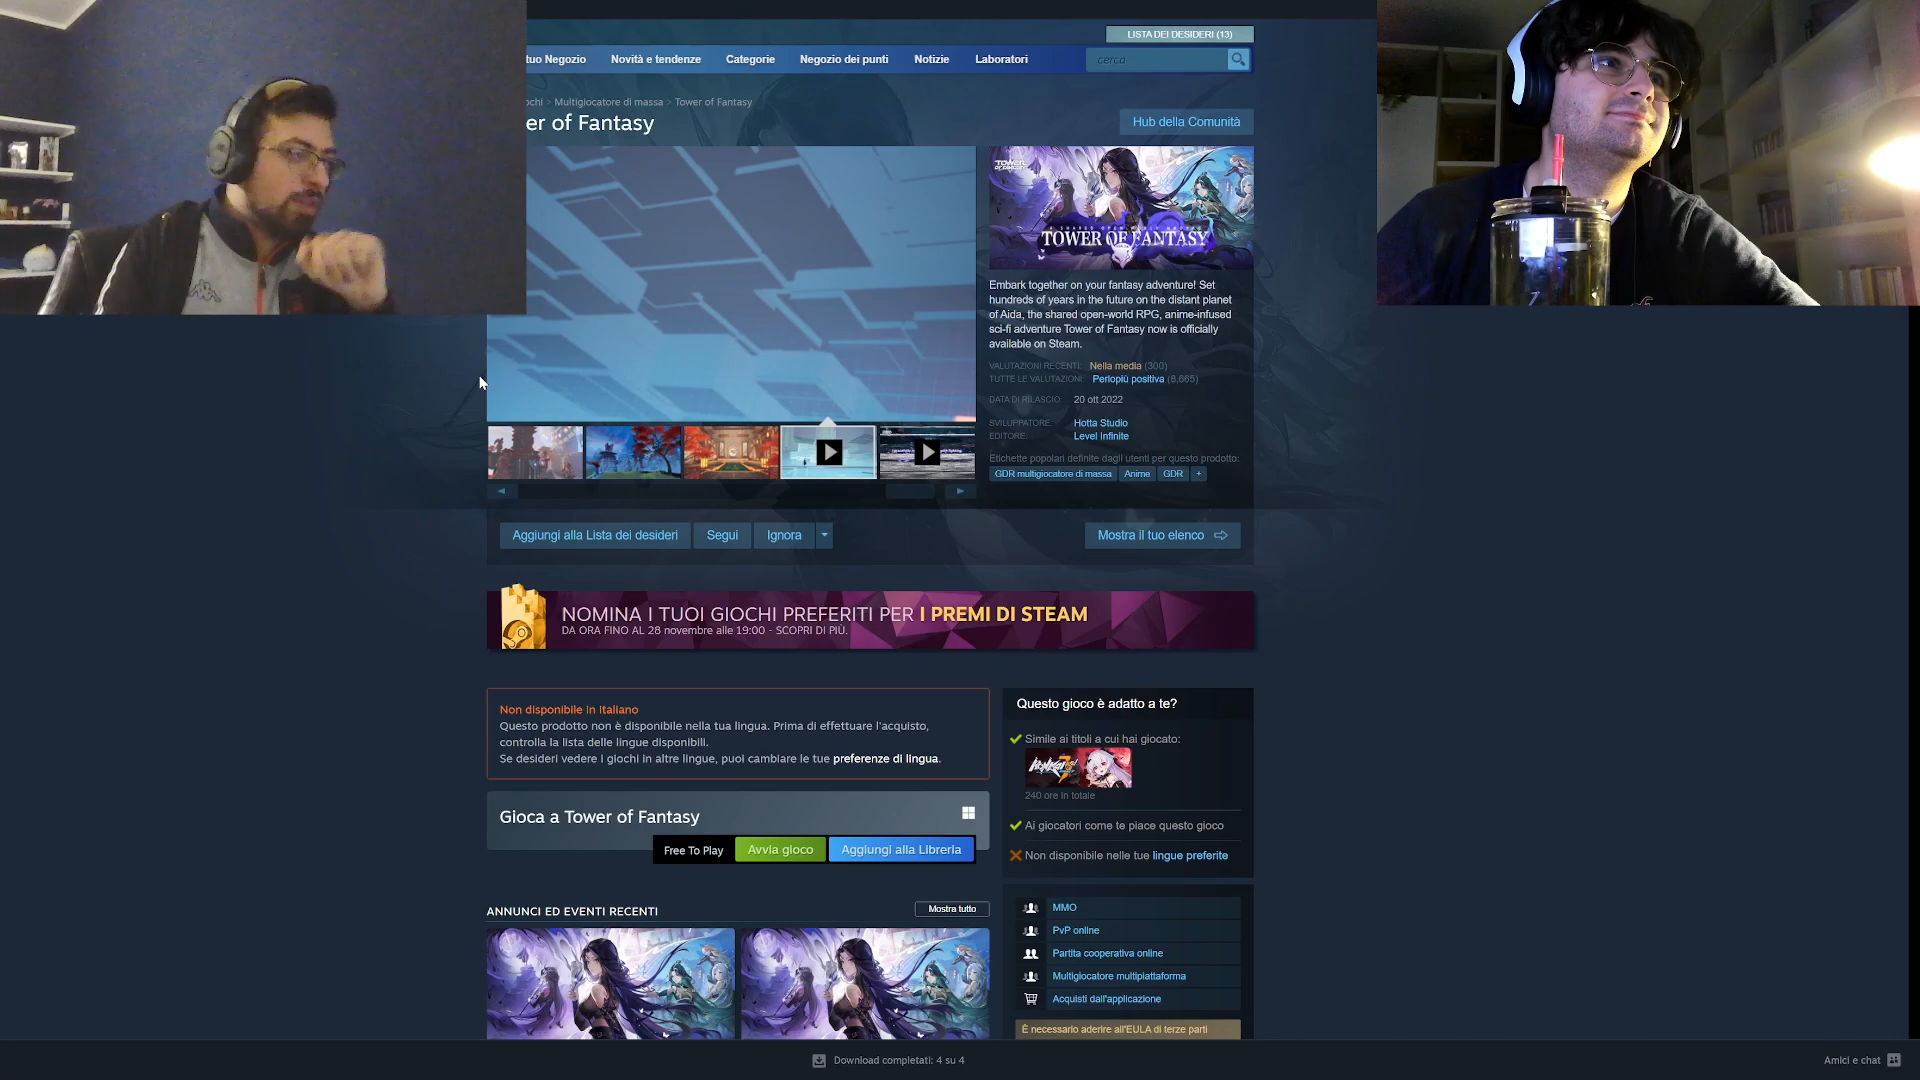 LISTA DEI DESIDERI (13)
tuo Negozio
Novità e tendenze
Categorie
Negozio dei punti
Notizie
Laboratori
cerca
ochi > Multigiocatore di massa > Tower of Fantasy
er of Fantasy
Hub della Comunità
TOWER OF FANTASY
Embark together on your fantasy adventure! Set
hundreds of years in the future on the distant planet
of Aida, the shared open-world RPG, anime-infused
sci-fi adventure Tower of Fantasy now is officially
available on Steam.
VALUTAZIONI RECENTI: Nella media (300)
TUTTE LE VALUTAZIONI: Perlopiù positiva (8,665)
DATA DI RILASCIO: 20 ott 2022
SVILUPPATORE: Hotta Studio
EDITORE: Level Infinite
Etichette popolari definite dagli utenti per questo prodotto:
GDR multigiocatore di massa
Anime
GDR
+
Aggiungi alla Lista dei desideri
Segui
Ignora
Mostra il tuo elenco
NOMINA I TUOI GIOCHI PREFERITI PER I PREMI DI STEAM
DA ORA FINO AL 28 novembre alle 19:00 - SCOPRI DI PIÙ.
Non disponibile in Italiano
Questo prodotto non è disponibile nella tua lingua. Prima di effettuare l'acquisto,
controlla la lista delle lingue disponibili.
Se desideri vedere i giochi in altre lingue, puoi cambiare le tue preferenze di lingua.
Gioca a Tower of Fantasy
Free To Play
Avvia gioco
Aggiungi alla Libreria
Questo gioco è adatto a te?
Simile ai titoli a cui hai giocato:
240 ore in totale
Ai giocatori come te piace questo gioco
Non disponibile nelle tue lingue preferite
ANNUNCI ED EVENTI RECENTI
Mostra tutto
MMO
PvP online
Partita cooperativa online
Multigiocatore multipiattaforma
Acquisti dall'applicazione
È necessario aderire all'EULA di terze parti
Download completati: 4 su 4
Amici e chat